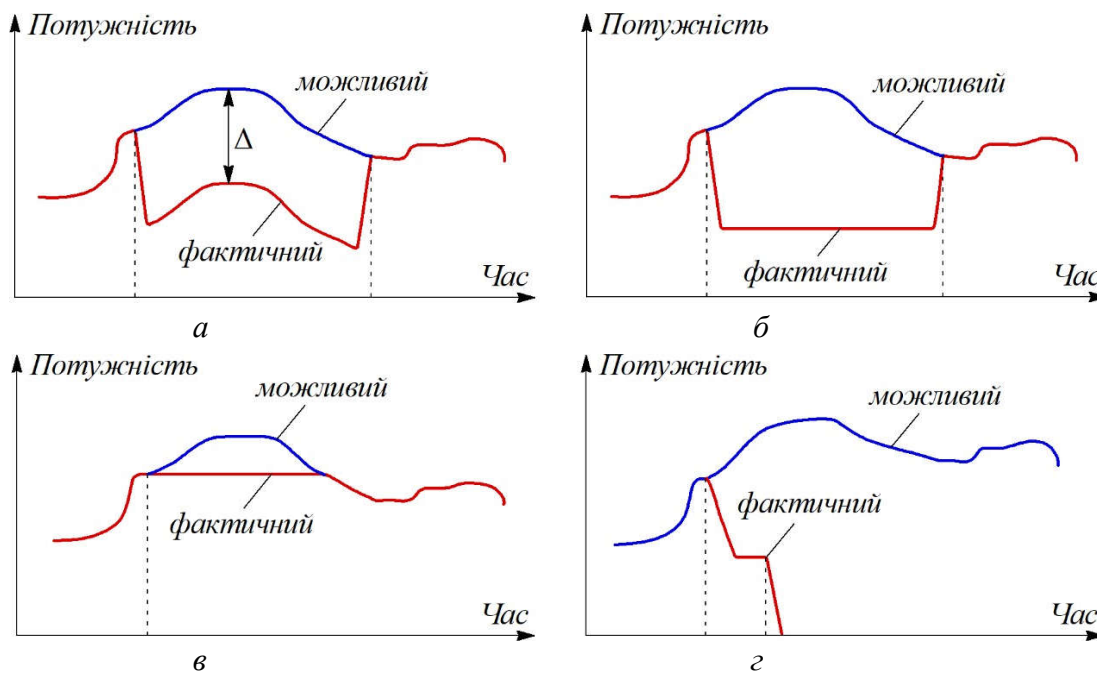 Потужність
можливий
Δ
фактичний
Час
а
Потужність
можливий
фактичний
Час
б
Потужність
можливий
фактичний
Час
в
Потужність
можливий
фактичний
Час
г